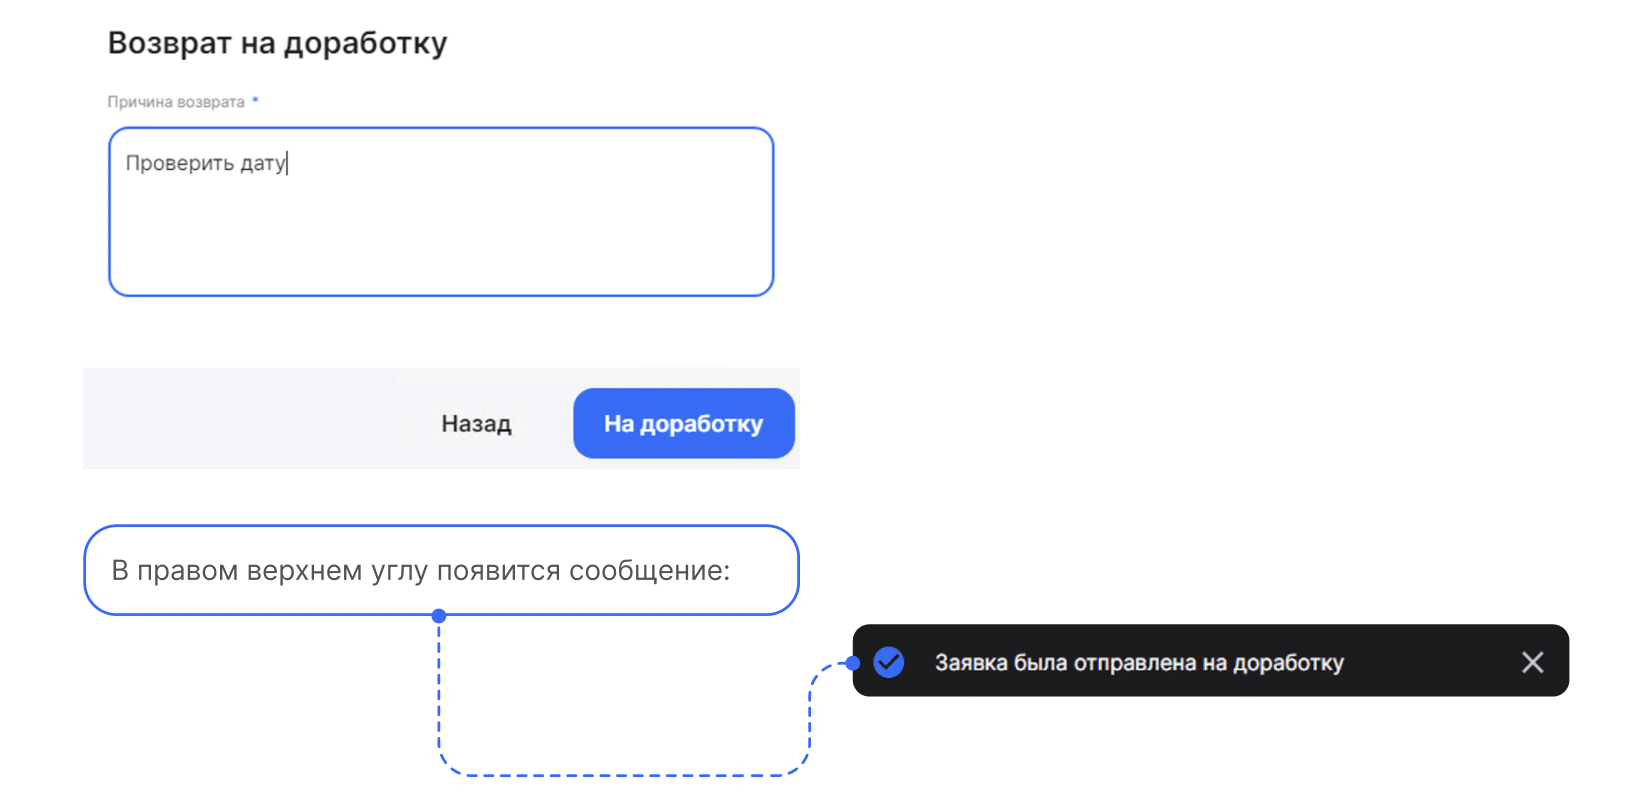 Возврат на доработку
Причина возврата *
Проверить дату
Назад
На доработку
В правом верхнем углу появится сообщение:
Заявка была отправлена на доработку